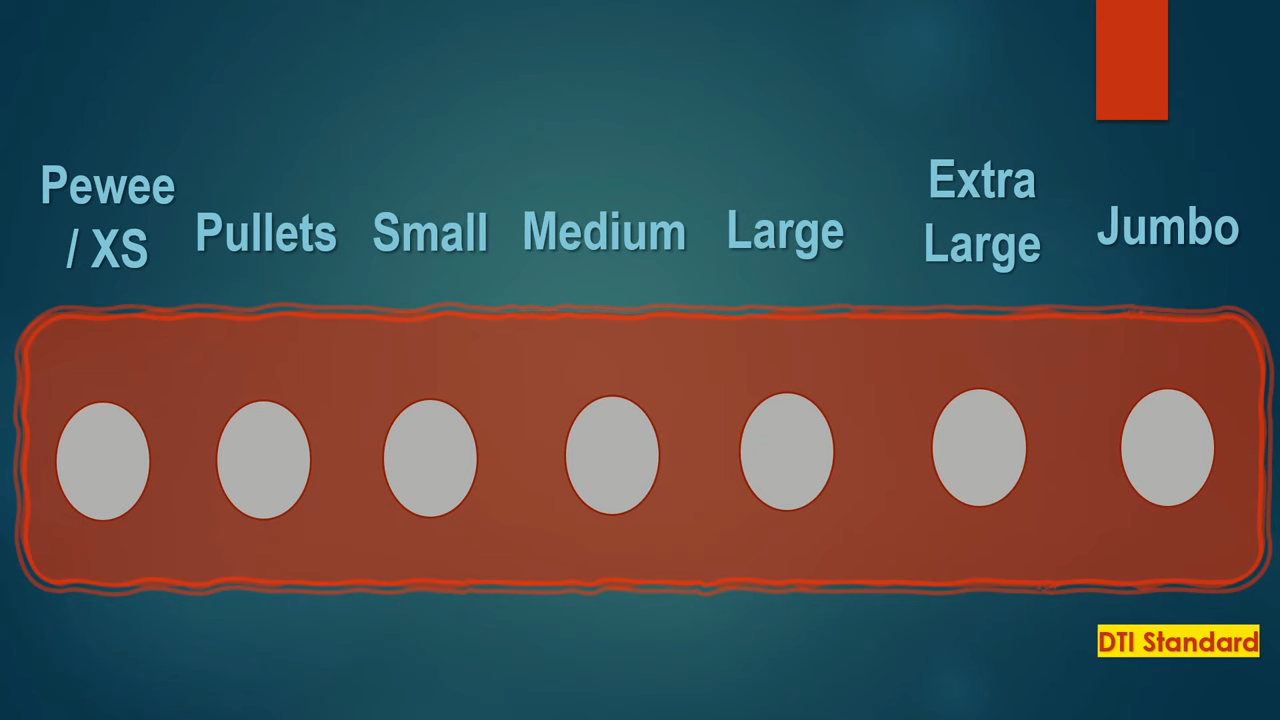 Pewee
/ XS
Pullets
Small
Medium
Large
Extra
Large
Jumbo
DTI Standard